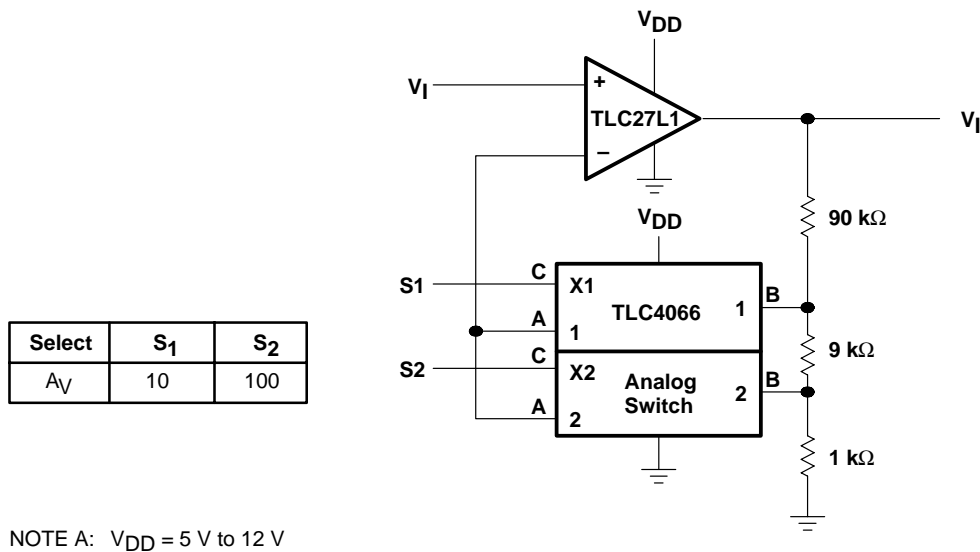 VDD
VI
+
TLC27L1
−
VI
90 kΩ
VDD
S1
C
X1
TLC4066
1
B
A
1
9 kΩ
S2
C
X2
Analog
Switch
2
B
A
2
1 kΩ
Select S1 S2
AV 10 100
NOTE A: VDD = 5 V to 12 V